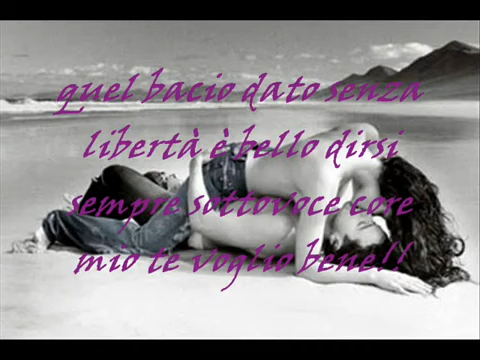 quel bacio dato senza
libertà è bello dirsi
sempre sottovoce core
mio te voglio bene!!